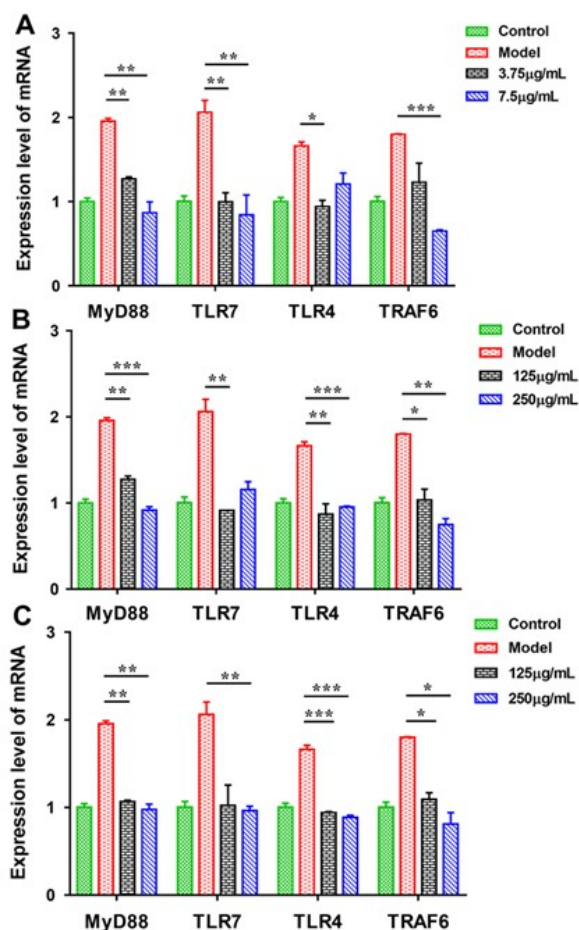 A
Expression level of mRNA
3
2
1
0
** ** ** ** * ***
MyD88 TLR7 TLR4 TRAF6
Control
Model
3.75μg/mL
7.5μg/mL
B
Expression level of mRNA
3
2
1
0
*** ** ** *** ** ** *
MyD88 TLR7 TLR4 TRAF6
Control
Model
125μg/mL
250μg/mL
C
Expression level of mRNA
3
2
1
0
** ** ** *** *** * *
MyD88 TLR7 TLR4 TRAF6
Control
Model
125μg/mL
250μg/mL